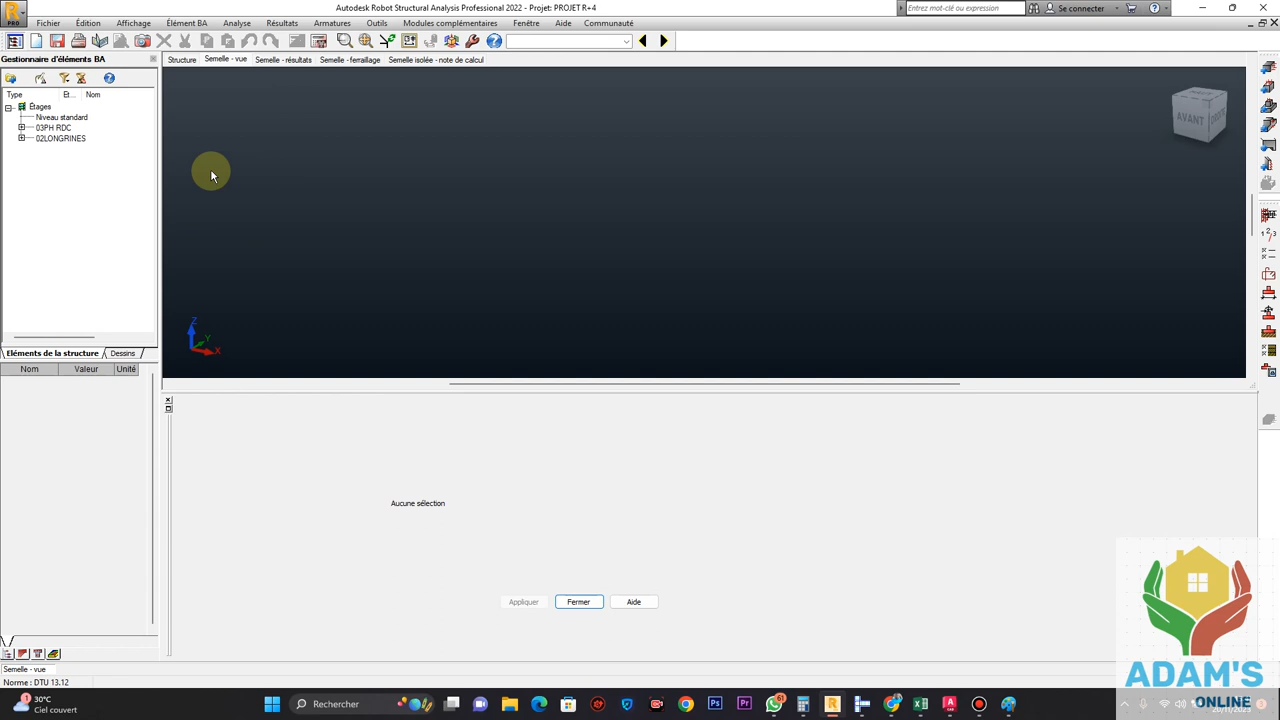 Autodesk Robot Structural Analysis Professional 2022 - Projet: PROJET R+4
Entrez mot-clé ou expression
Se connecter
PRO
Fichier Édition Affichage Élément BA Analyse Résultats Armatures Outils Modules complémentaires Fenêtre Aide Communauté
Gestionnaire d'éléments BA
Structure Semelle - vue Semelle - résultats Semelle - ferraillage Semelle isolée - note de calcul
Type Et... Nom
Étages
Niveau standard
03PH RDC
02LONGRINES
AVANT
Z
Y
X
Eléments de la structure Dessins
Nom Valeur Unité
Aucune sélection
Appliquer Fermer Aide
Semelle - vue
Norme : DTU 13.12
ADAM'S
ONLINE
30°C
Ciel couvert
Rechercher
61